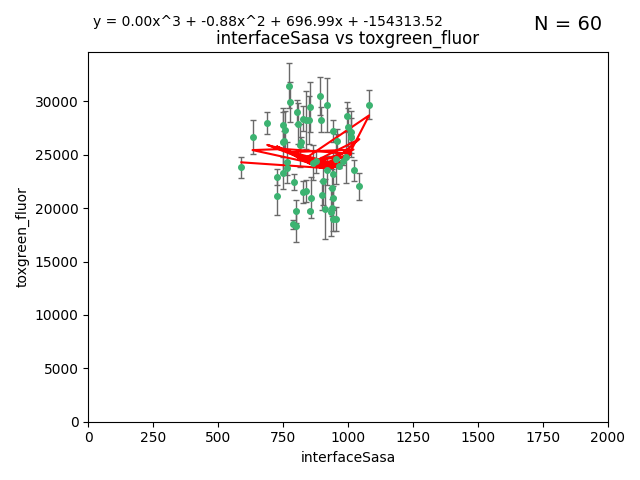 y = 0.00x^3 + -0.88x^2 + 696.99x + -154313.52
N = 60
interfaceSasa vs toxgreen_fluor
toxgreen_fluor
30000
25000
20000
15000
10000
5000
0
0 250 500 750 1000 1250 1500 1750 2000
interfaceSasa